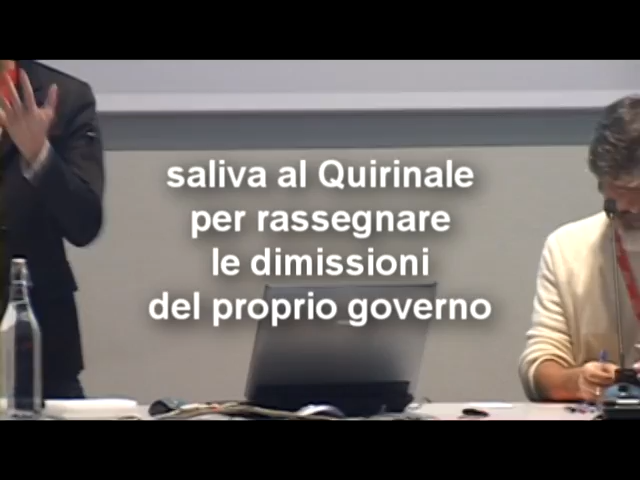 saliva al Quirinale
per rassegnare
le dimissioni
del proprio governo